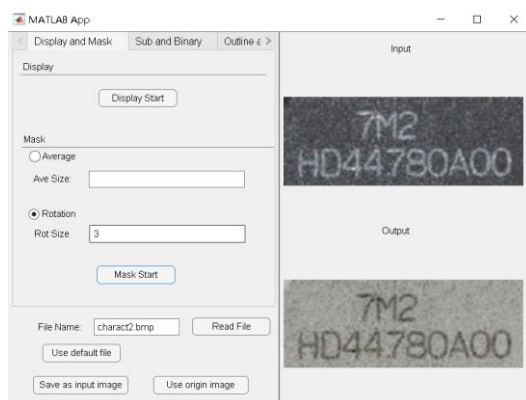 MATLAB App
Display and Mask
Sub and Binary
Outline
Display
Display Start
Mask
Average
Ave Size:
Rotation
Rot Size
3
Mask Start
File Name:
charact2.bmp
Read File
Use default file
Save as input image
Use origin image
Input
7M2
HD44780A00
Output
7M2
HD44780A00